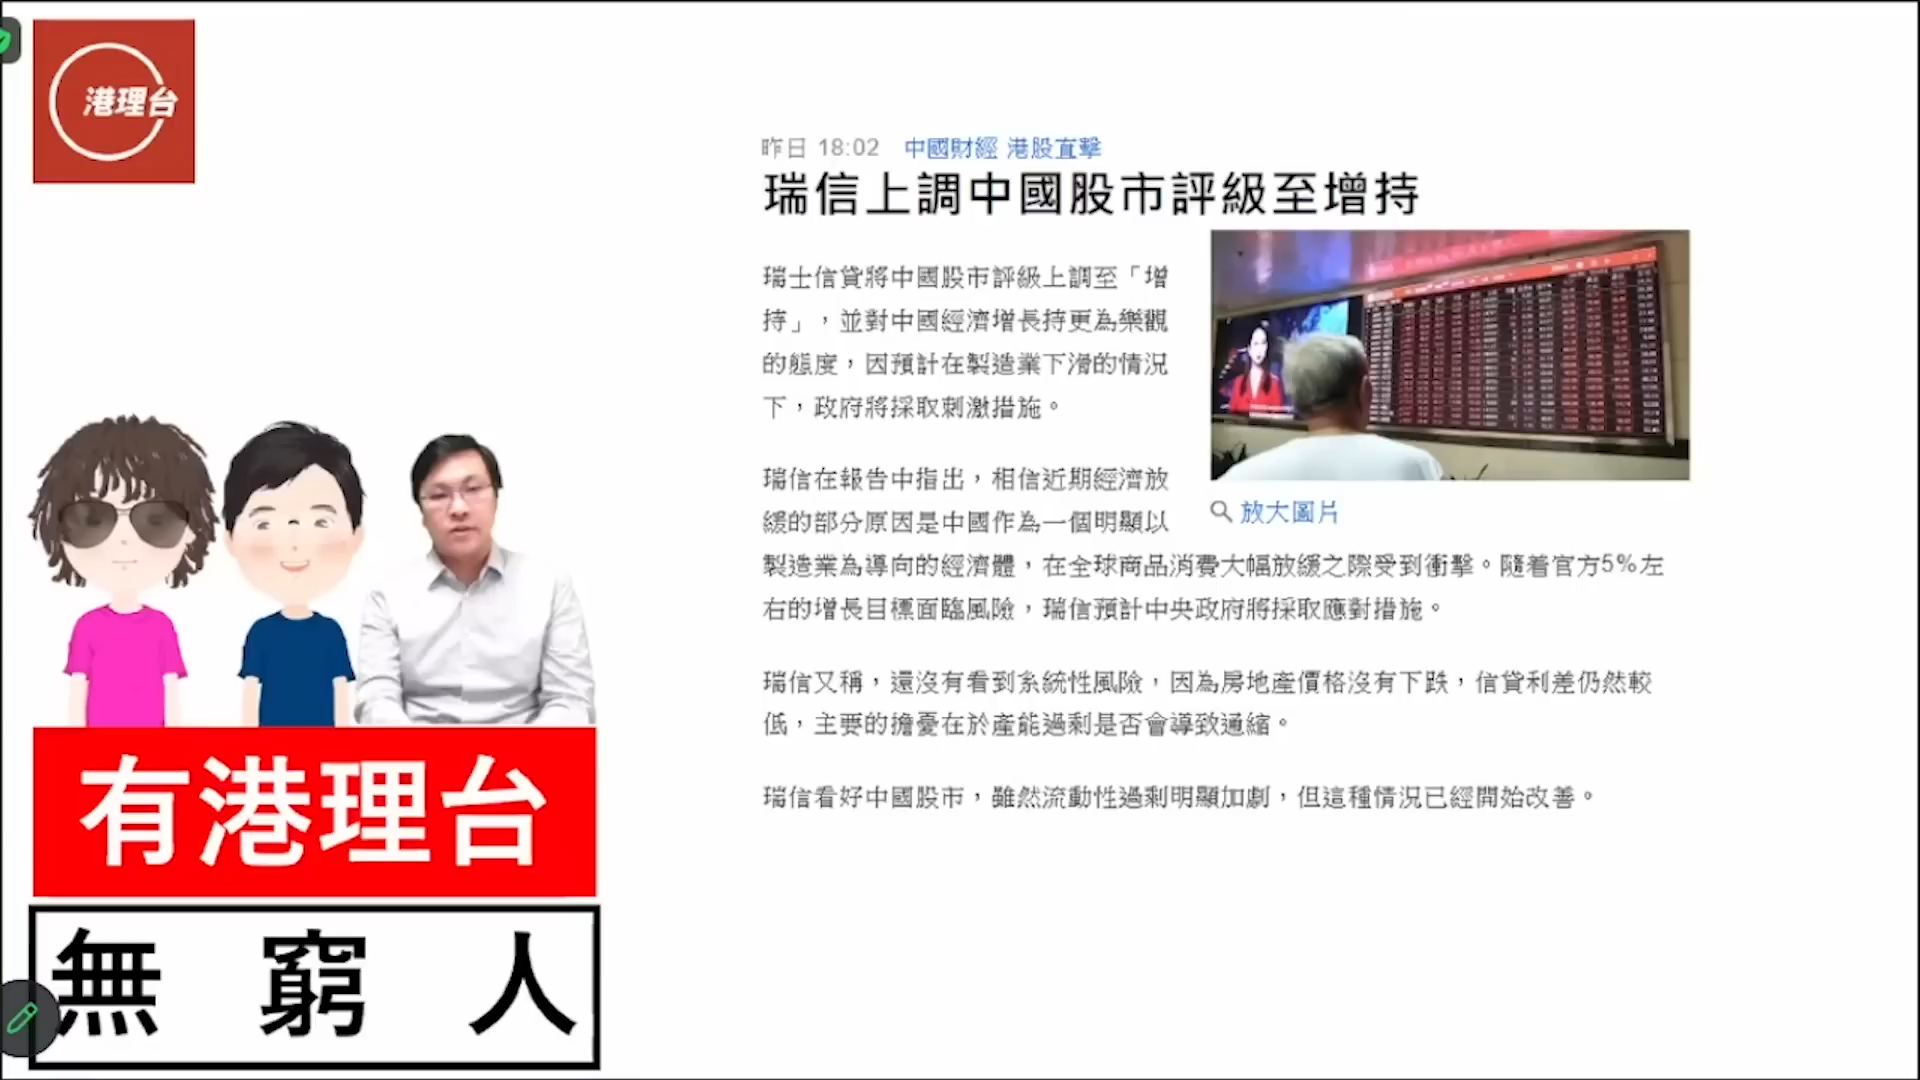 港理台
昨日 18:02 中國財經 港股直擊
瑞信上調中國股市評級至增持
瑞士信貸將中國股市評級上調至「增
持」，並對中國經濟增長持更為樂觀
的態度，因預計在製造業下滑的情況
下，政府將採取刺激措施。
瑞信在報告中指出，相信近期經濟放
緩的部分原因是中國作為一個明顯以
製造業為導向的經濟體，在全球商品消費大幅放緩之際受到衝擊。隨着官方5%左
右的增長目標面臨風險，瑞信預計中央政府將採取應對措施。
瑞信又稱，還沒有看到系統性風險，因為房地產價格沒有下跌，信貸利差仍然較
低，主要的擔憂在於產能過剩是否會導致通縮。
瑞信看好中國股市，雖然流動性過剩明顯加劇，但這種情況已經開始改善。
放大圖片
有港理台
無窮人